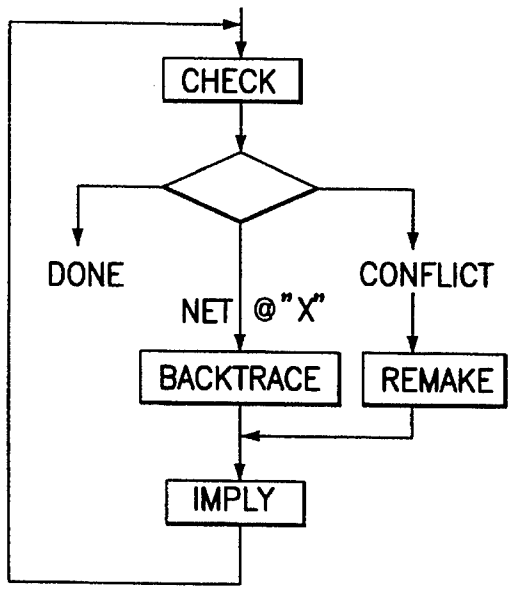 CHECK
DONE
CONFLICT
NET @ "X"
BACKTRACE
REMAKE
IMPLY